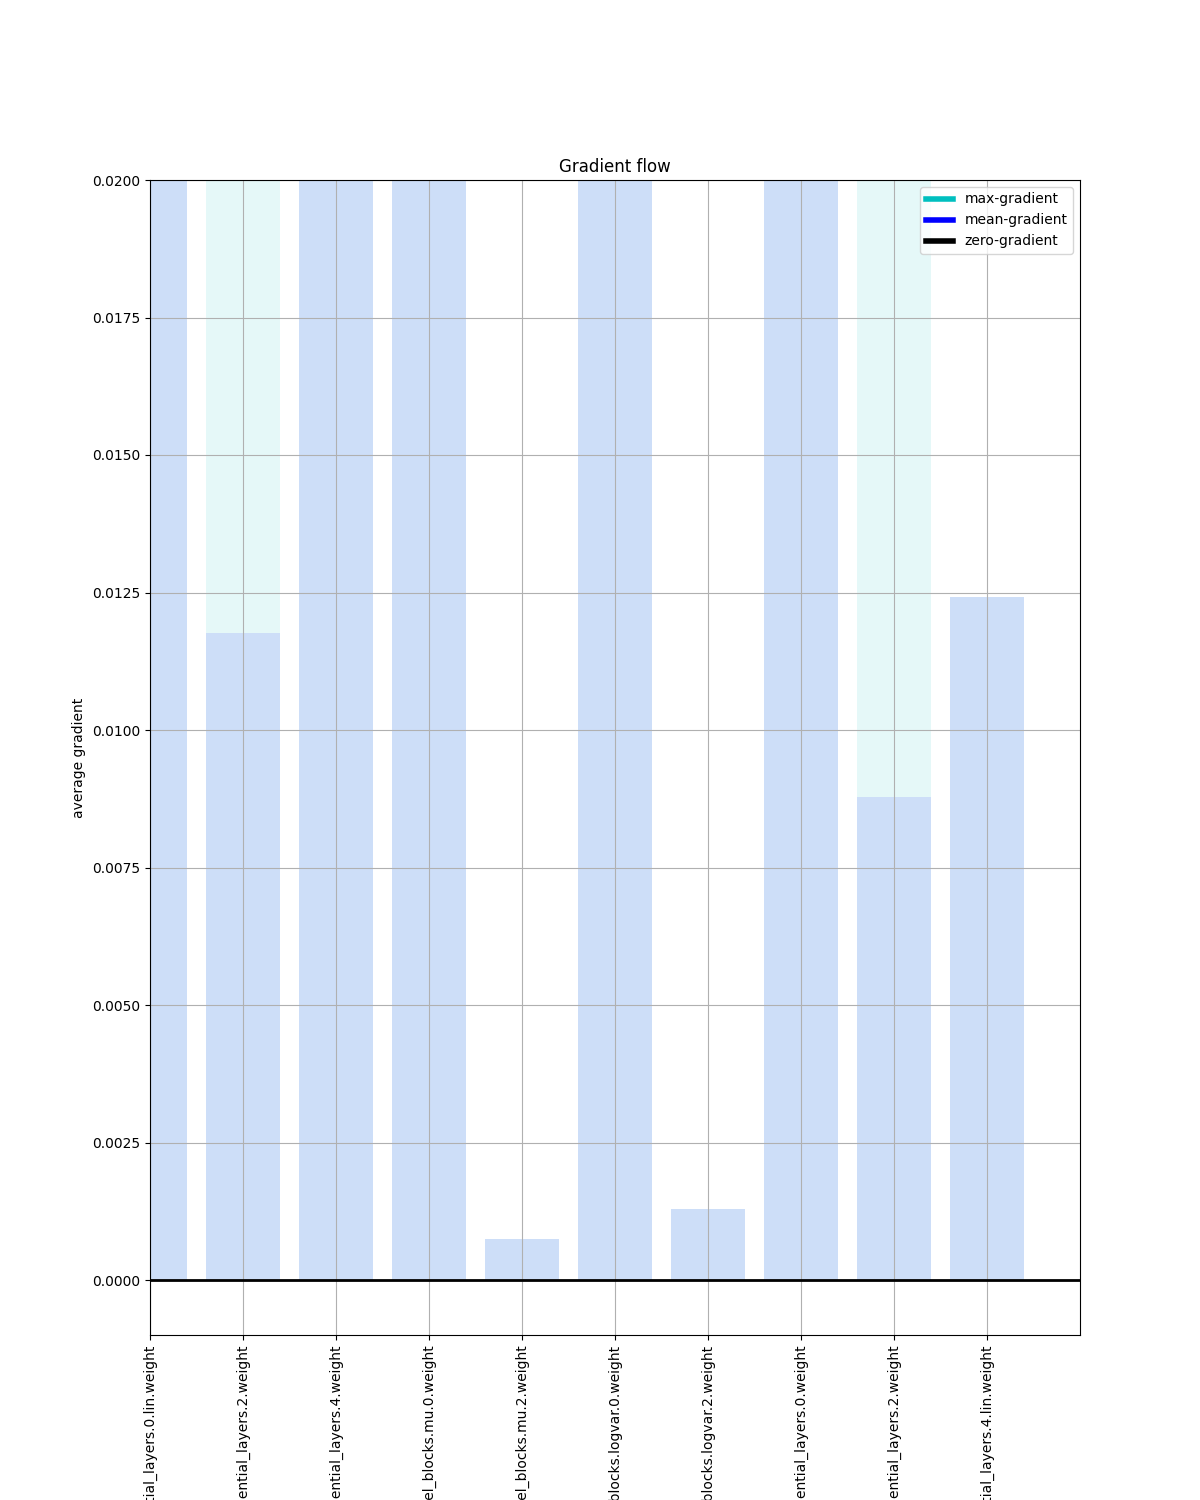 Gradient flow
max-gradient
mean-gradient
zero-gradient
0.0200
0.0175
0.0150
0.0125
0.0100
0.0075
0.0050
0.0025
0.0000
average gradient
tial_layers.0.lin.weight
ential_layers.2.weight
ential_layers.4.weight
el_blocks.mu.0.weight
el_blocks.mu.2.weight
blocks.logvar.0.weight
blocks.logvar.2.weight
ential_layers.0.weight
ential_layers.2.weight
tial_layers.4.lin.weight